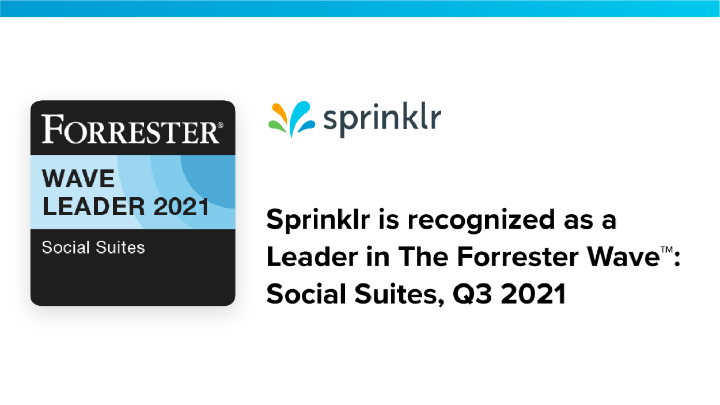 FORRESTER®
WAVE
LEADER 2021
Social Suites
sprinklr
Sprinklr is recognized as a
Leader in The Forrester Wave™:
Social Suites, Q3 2021